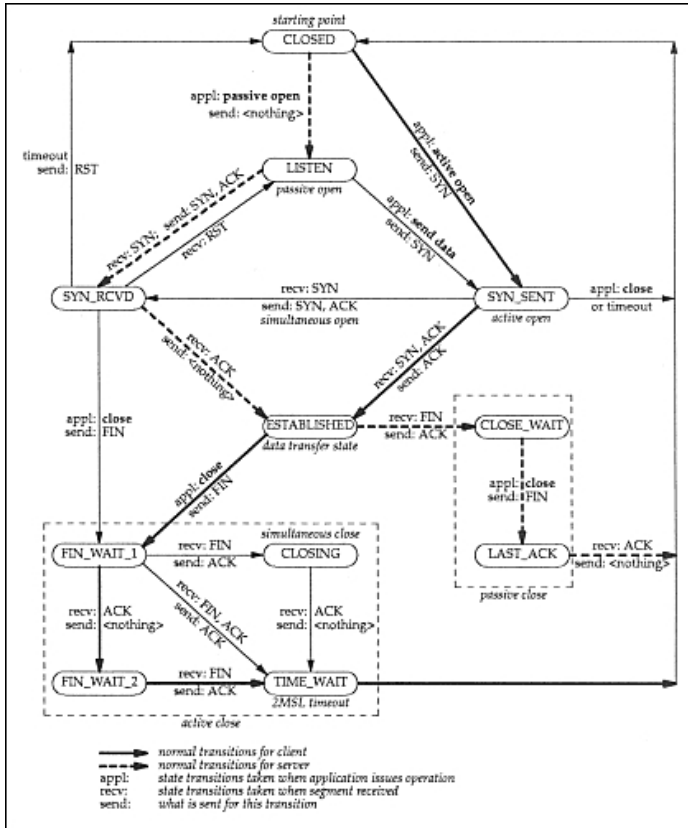 starting point
CLOSED
appl: passive open
send: <nothing>
appl: active open
send: SYN
timeout
send: RST
LISTEN
passive open
recv: SYN; send: SYN, ACK
recv: RST
appl: send data
send: SYN
SYN_RCVD
recv: SYN
send: SYN, ACK
simultaneous open
SYN_SENT
active open
appl: close
or timeout
recv: ACK
send: <nothing>
recv: SYN, ACK
send: ACK
appl: close
send: FIN
ESTABLISHED
data transfer state
recv: FIN
send: ACK
CLOSE_WAIT
appl: close
send: FIN
appl: close
send: FIN
LAST_ACK
recv: ACK
send: <nothing>
passive close
simultaneous close
FIN_WAIT_1
recv: FIN
send: ACK
CLOSING
recv: ACK
send: <nothing>
recv: FIN, ACK
send: ACK
recv: ACK
send: <nothing>
FIN_WAIT_2
recv: FIN
send: ACK
TIME_WAIT
2MSL timeout
active close
normal transitions for client
normal transitions for server
appl: state transitions taken when application issues operation
recv: state transitions taken when segment received
send: what is sent for this transition